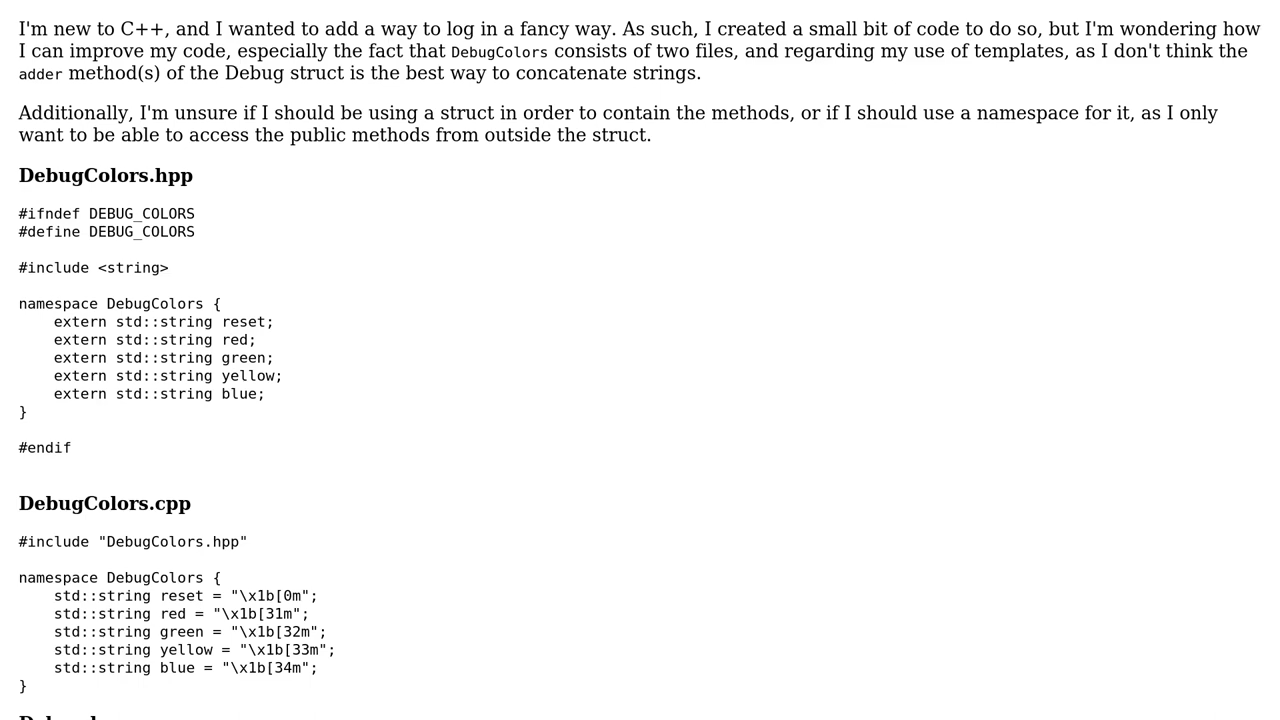 I'm new to C++, and I wanted to add a way to log in a fancy way. As such, I created a small bit of code to do so, but I'm wondering how
I can improve my code, especially the fact that DebugColors consists of two files, and regarding my use of templates, as I don't think the
adder method(s) of the Debug struct is the best way to concatenate strings.
Additionally, I'm unsure if I should be using a struct in order to contain the methods, or if I should use a namespace for it, as I only
want to be able to access the public methods from outside the struct.
DebugColors.hpp
#ifndef DEBUG_COLORS
#define DEBUG_COLORS
#include <string>
namespace DebugColors {
    extern std::string reset;
    extern std::string red;
    extern std::string green;
    extern std::string yellow;
    extern std::string blue;
}
#endif
DebugColors.cpp
#include "DebugColors.hpp"
namespace DebugColors {
    std::string reset = "\x1b[0m";
    std::string red = "\x1b[31m";
    std::string green = "\x1b[32m";
    std::string yellow = "\x1b[33m";
    std::string blue = "\x1b[34m";
}